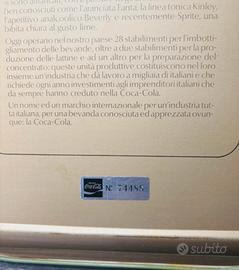 ben conosciuti come l'aranciata Fanta, la linea tonica Kinley,
l'aperitivo analcoolico Beverly e recentemente Sprite, una
bibita chiara al gusto lime.
Oggi operano nel nostro paese 28 stabilimenti per l'imbotti-
gliamento delle bevande, oltre a due stabilimenti per la pro-
duzione delle lattine e ad un altro per la preparazione del
concentrato: queste unità produttive costituiscono nel loro
insieme un'industria che dà lavoro a migliaia di italiani e che
richiede ogni anno investimenti agli imprenditori italiani che
da sempre hanno creduto nella Coca-Cola.
Un nome ed un marchio internazionale per un'industria tut-
ta italiana, per una bevanda conosciuta ed apprezzata ovun-
que: la Coca-Cola.
Coca-Cola
N° 74486
subito